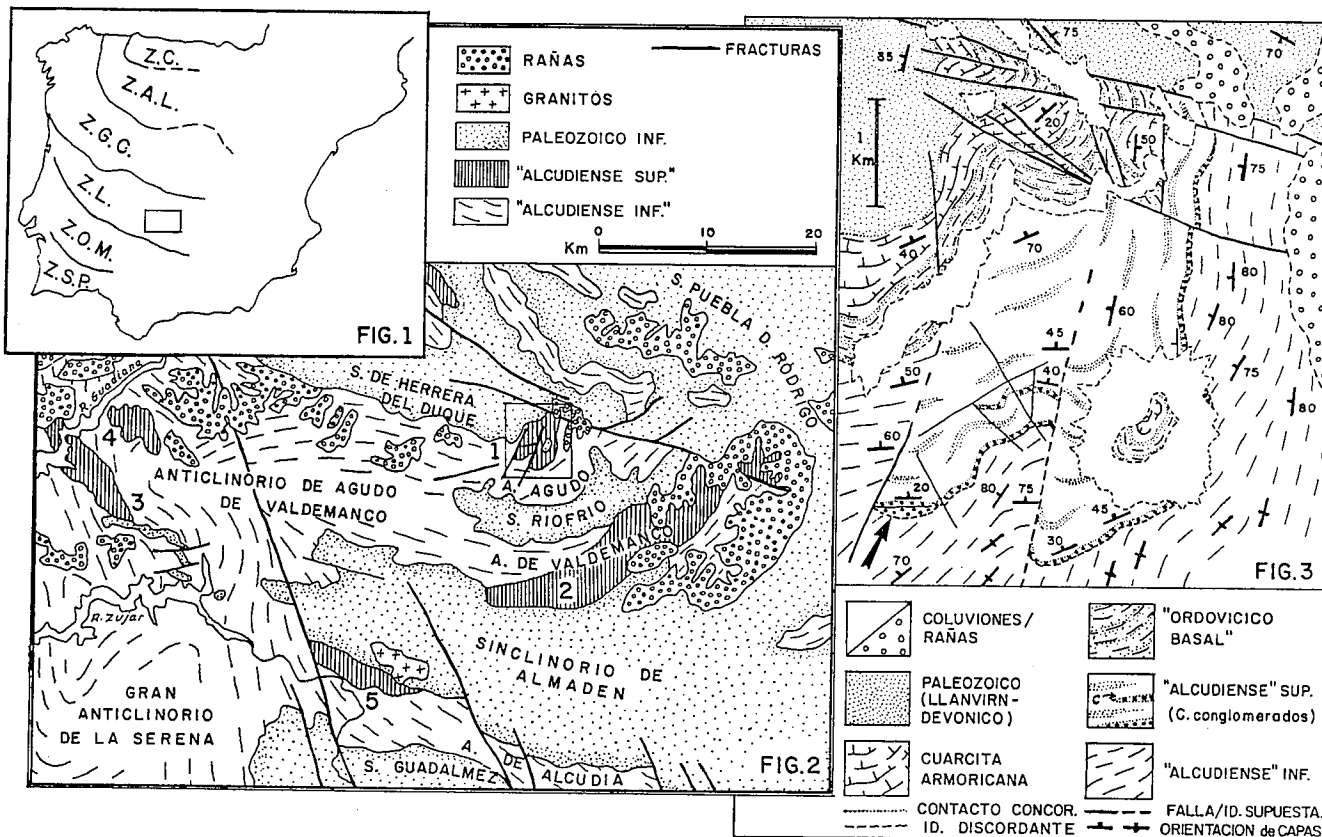 Z.C.
Z.A.L.
Z.G.C.
Z.L.
Z.O.M.
Z.S.P.
FIG.1
FRACTURAS
RAÑAS
GRANITOS
PALEOZOICO INF.
"ALCUDIENSE SUP."
"ALCUDIENSE INF."
Km
0
10
20
S. PUEBLA D. RODRIGO
R. Guadiana
S. DE HERRERA
DEL DUQUE
1
4
3
ANTICLINORIO DE AGUDO
DE VALDEMANCO
A. AGUDO
S. RIOFRIO
A. DE VALDEMANCO
2
R. Zujar
5
SINCLINORIO DE
ALMADEN
GRAN
ANTICLINORIO
DE LA SERENA
S. GUADALMEZ
A. DE ALCUDIA
FIG.2
75
70
85
1
Km
20
50
75
40
70
80
60
80
45
50
40
75
80
60
20
80
75
45
30
70
FIG.3
COLUVIONES/
RAÑAS
"ORDOVICICO
BASAL"
PALEOZOICO
(LLANVIRN-
DEVONICO)
C
"ALCUDIENSE" SUP.
(C. conglomerados)
CUARCITA
ARMORICANA
"ALCUDIENSE" INF.
CONTACTO CONCOR.
FALLA/ID. SUPUESTA
ID. DISCORDANTE
ORIENTACION de CAPAS